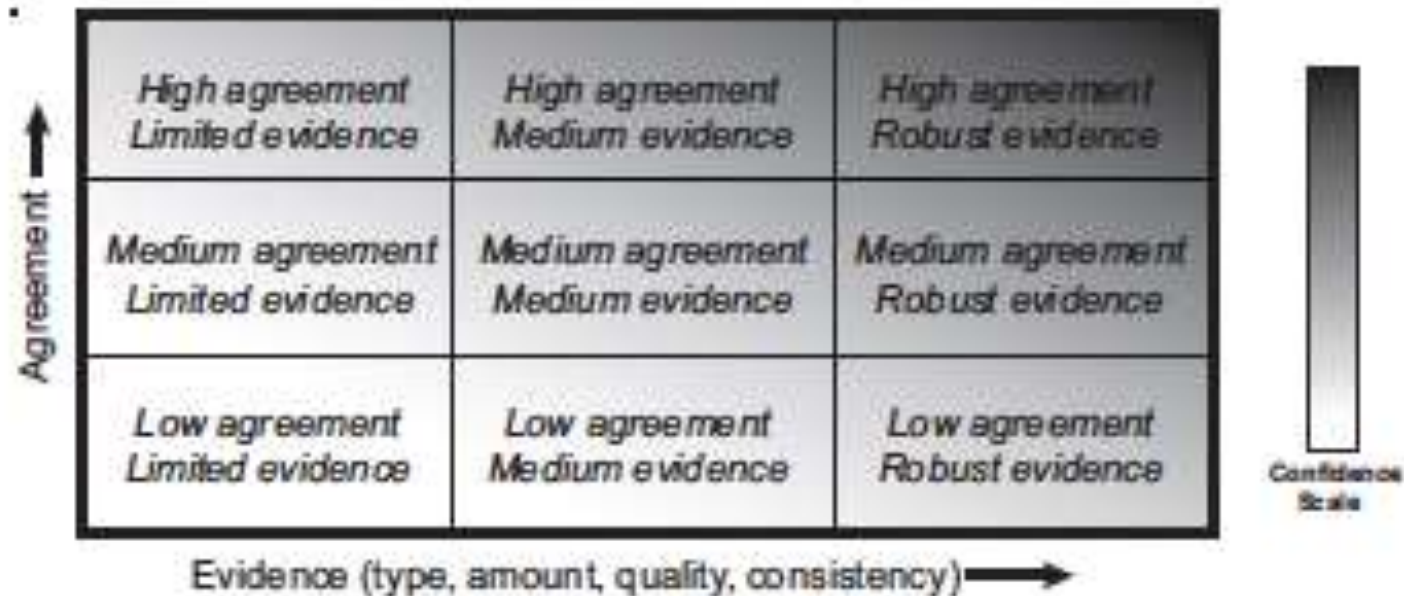 High agreement
Limited evidence
High agreement
Medium evidence
High agreement
Robust evidence
Medium agreement
Limited evidence
Medium agreement
Medium evidence
Medium agreement
Robust evidence
Low agreement
Limited evidence
Low agreement
Medium evidence
Low agreement
Robust evidence
Agreement
Evidence (type, amount, quality, consistency)
Confidence
Scale